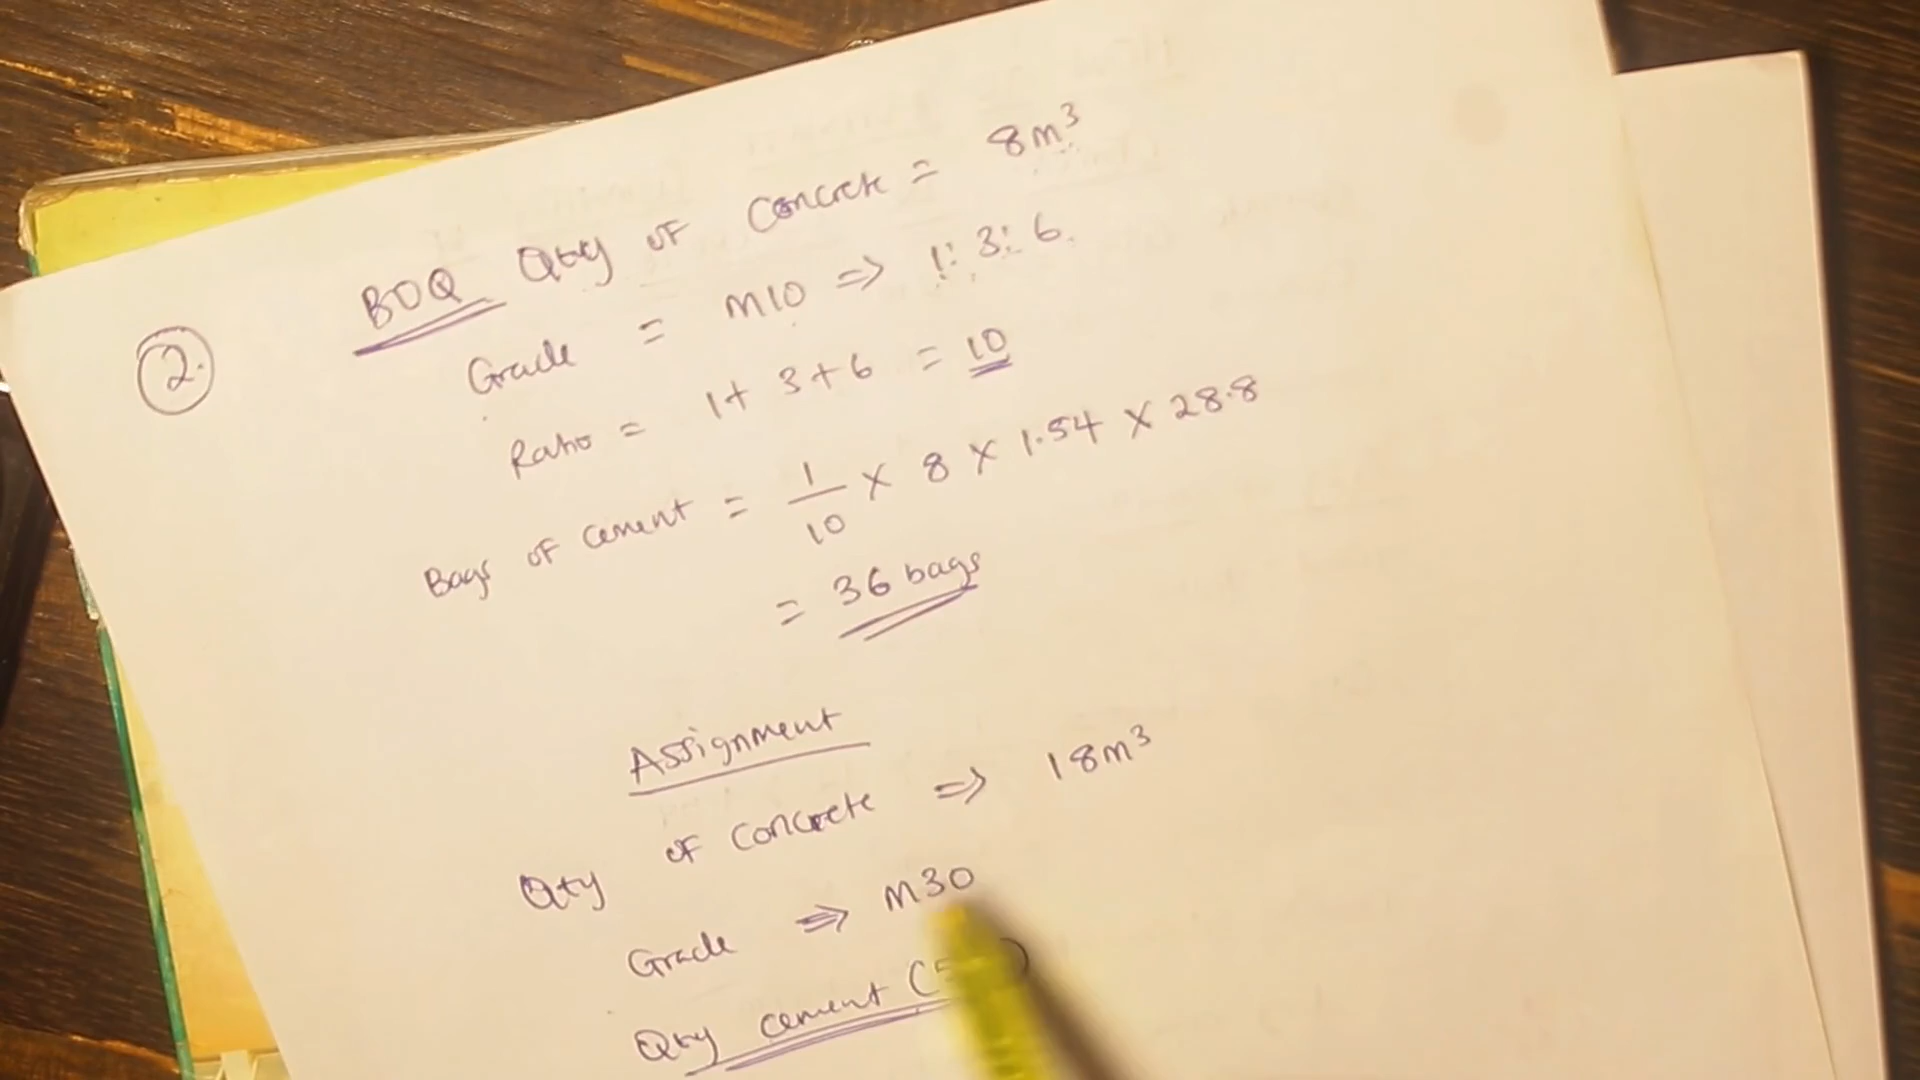 2.
BOQ Qty of Concrete = 8m³
Grade = M10 ⇒ 1:3:6.
Ratio = 1+3+6 = 10
Bags of cement = 1/10 × 8 × 1.54 × 28.8
= 36 bags
Assignment
Qty of Concrete ⇒ 18m³
Grade ⇒ M30
Qty cement (